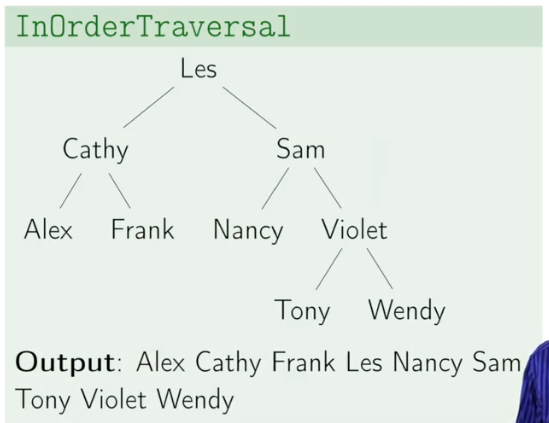 InOrderTraversal
Les
Cathy Sam
Alex Frank Nancy Violet
Tony Wendy
Output: Alex Cathy Frank Les Nancy Sam
Tony Violet Wendy